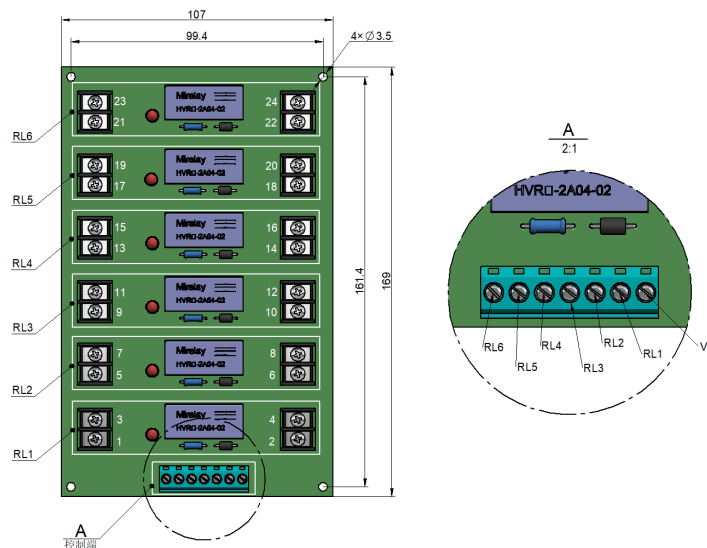 107
99.4
4×Ø3.5
RL6
23
21
Mirelay
HVR□-2A04-02
24
22
RL5
19
17
Mirelay
HVR□-2A04-02
20
18
RL4
15
13
Mirelay
HVR□-2A04-02
16
14
RL3
11
9
Mirelay
HVR□-2A04-02
12
10
RL2
7
5
Mirelay
HVR□-2A04-02
8
6
RL1
3
1
Mirelay
HVR□-2A04-02
4
2
161.4
169
A
控制端
A
2:1
HVR□-2A04-02
RL6
RL5
RL4
RL3
RL2
RL1
V